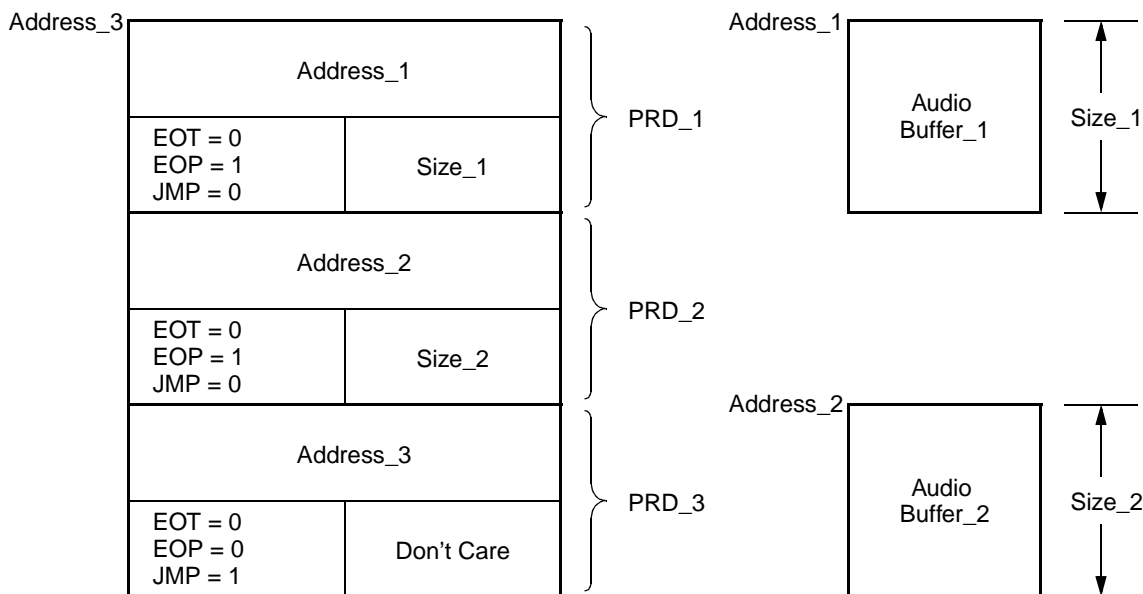 Address_3
Address_1
EOT = 0
EOP = 1
JMP = 0
Size_1
PRD_1
Address_2
EOT = 0
EOP = 1
JMP = 0
Size_2
PRD_2
Address_3
EOT = 0
EOP = 0
JMP = 1
Don't Care
PRD_3
Address_1
Audio
Buffer_1
Size_1
Address_2
Audio
Buffer_2
Size_2